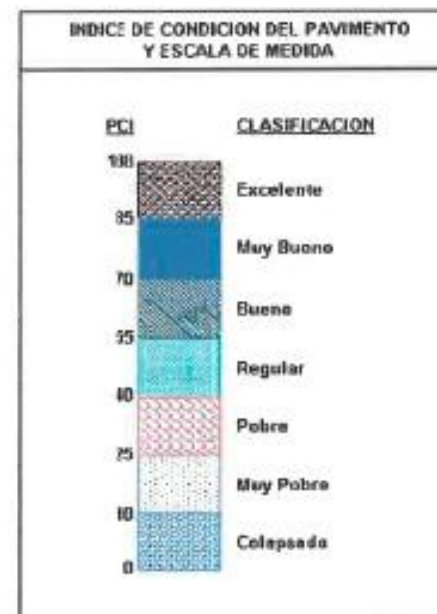 INDICE DE CONDICION DEL PAVIMENTO
Y ESCALA DE MEDIDA
PCI CLASIFICACION
100
Excelente
85
Muy Bueno
70
Bueno
55
Regular
40
Pobre
25
Muy Pobre
10
Colapsado
0